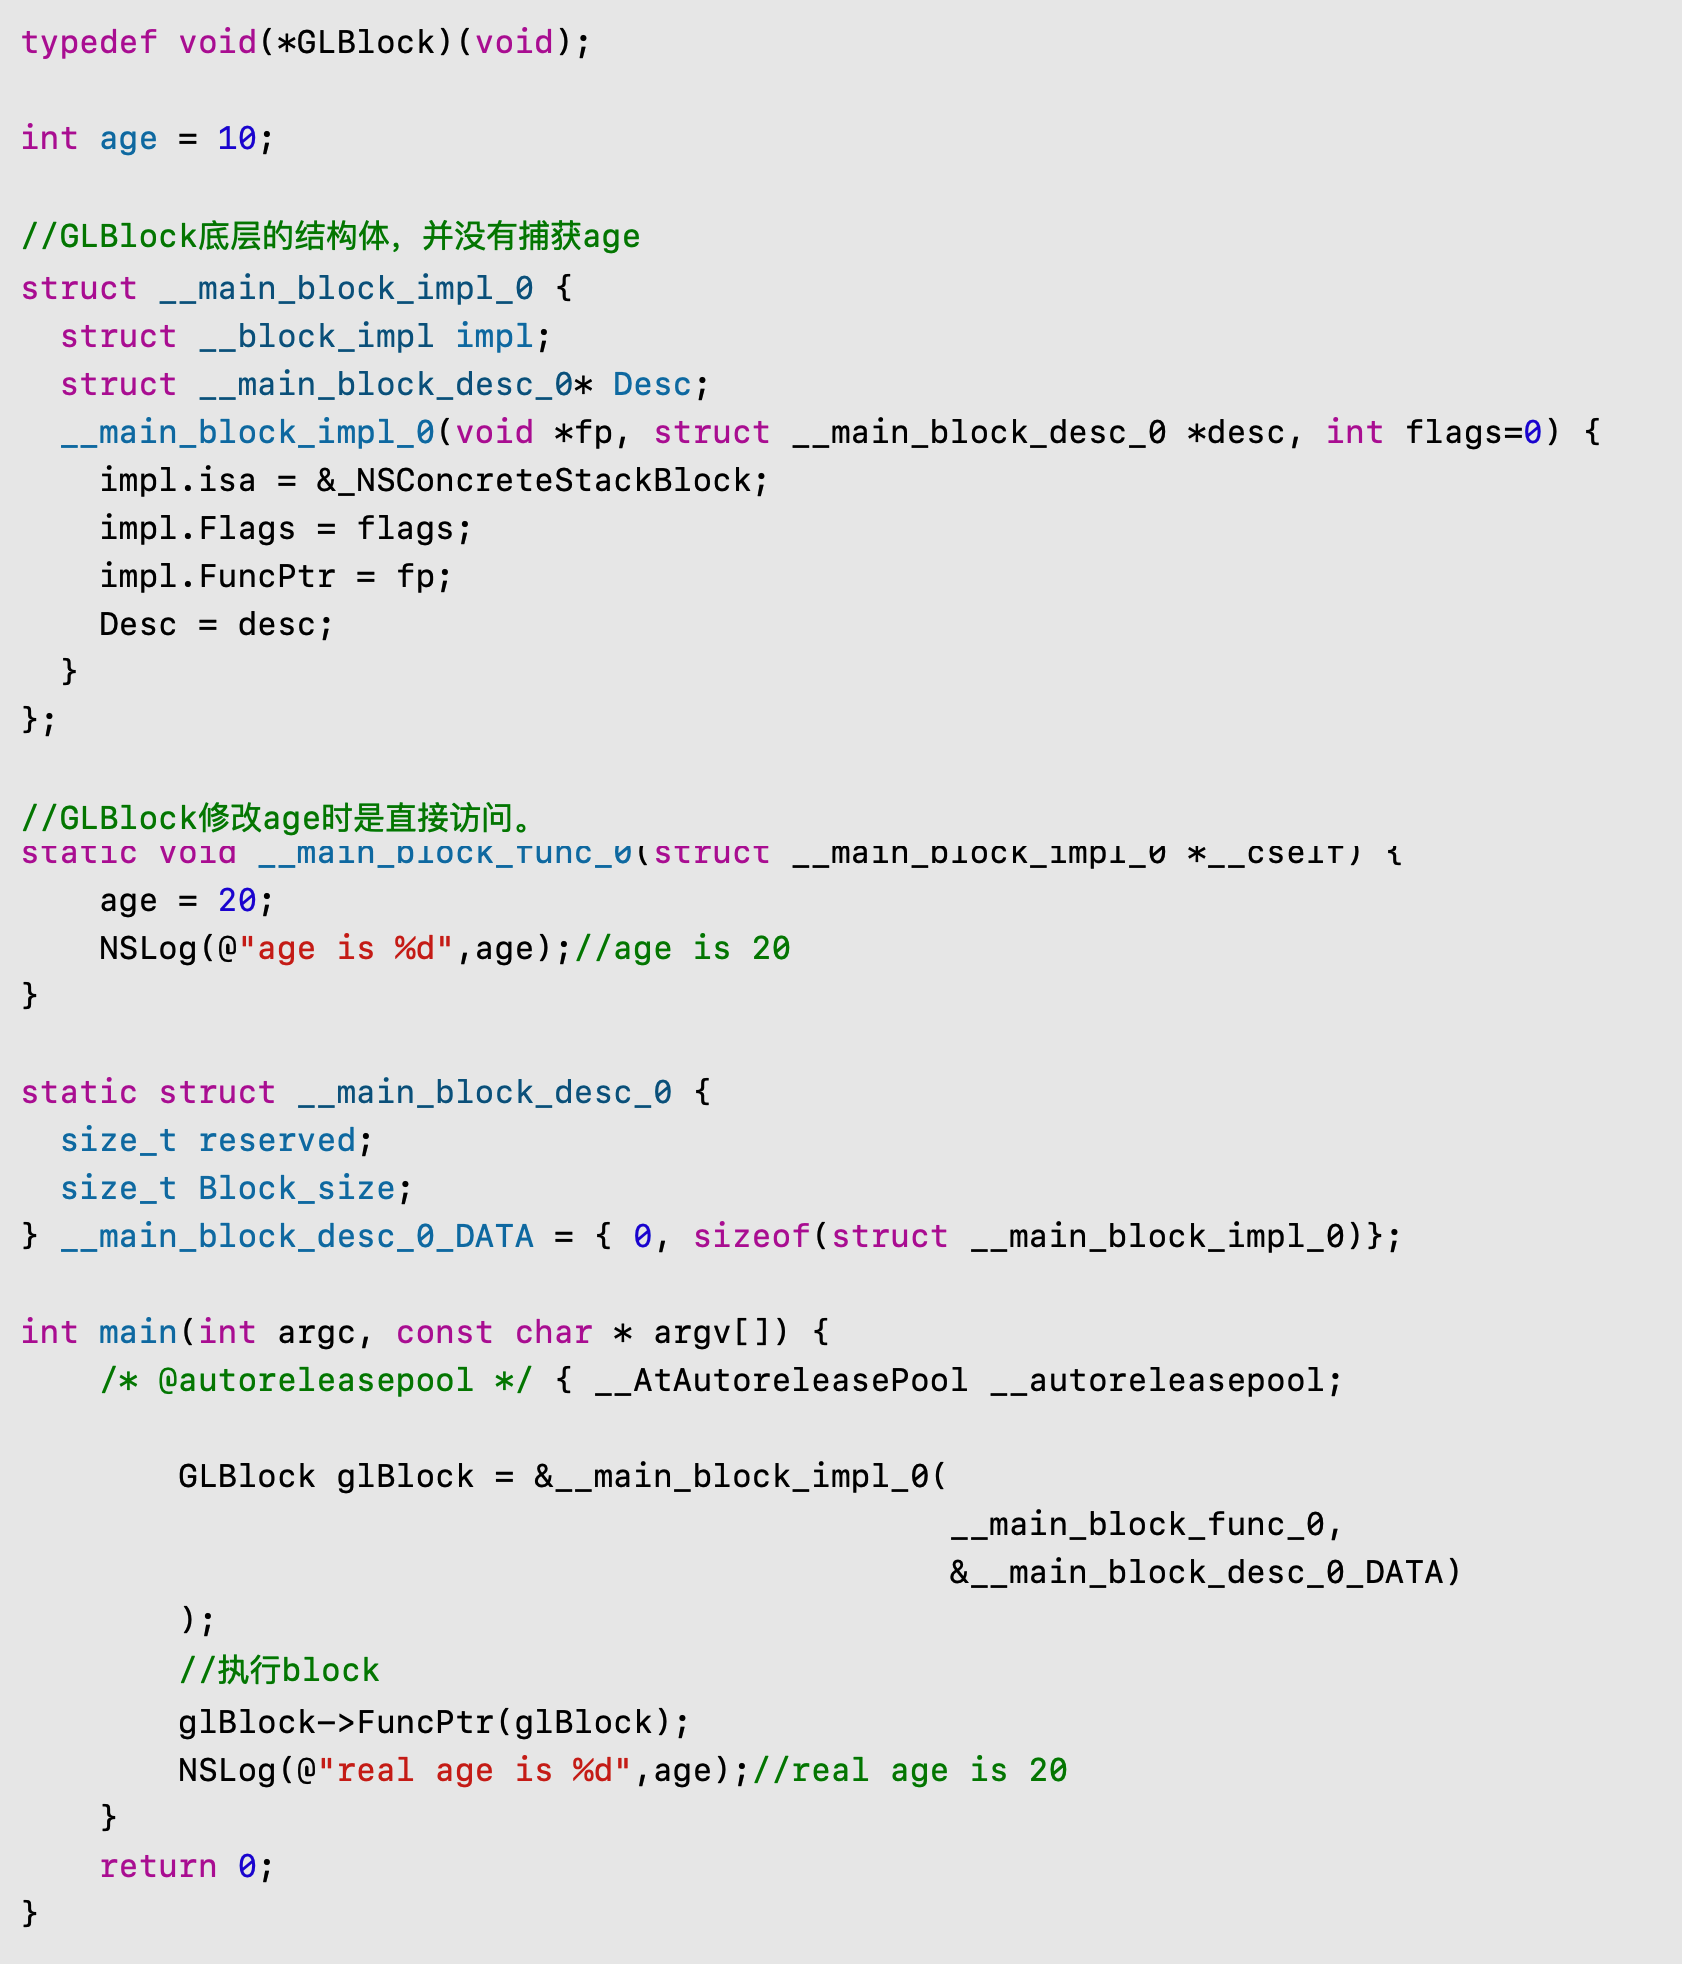 typedef void(*GLBlock)(void);
int age = 10;
//GLBlock底层的结构体，并没有捕获age
struct __main_block_impl_0 {
  struct __block_impl impl;
  struct __main_block_desc_0* Desc;
  __main_block_impl_0(void *fp, struct __main_block_desc_0 *desc, int flags=0) {
    impl.isa = &_NSConcreteStackBlock;
    impl.Flags = flags;
    impl.FuncPtr = fp;
    Desc = desc;
  }
};
//GLBlock修改age时是直接访问。
static void __main_block_func_0(struct __main_block_impl_0 *__cself) {
    age = 20;
    NSLog(@"age is %d",age);//age is 20
}
static struct __main_block_desc_0 {
  size_t reserved;
  size_t Block_size;
} __main_block_desc_0_DATA = { 0, sizeof(struct __main_block_impl_0)};
int main(int argc, const char * argv[]) {
    /* @autoreleasepool */ { __AtAutoreleasePool __autoreleasepool;
        GLBlock glBlock = &__main_block_impl_0(
                                               __main_block_func_0,
                                               &__main_block_desc_0_DATA)
        );
        //执行block
        glBlock->FuncPtr(glBlock);
        NSLog(@"real age is %d",age);//real age is 20
    }
    return 0;
}